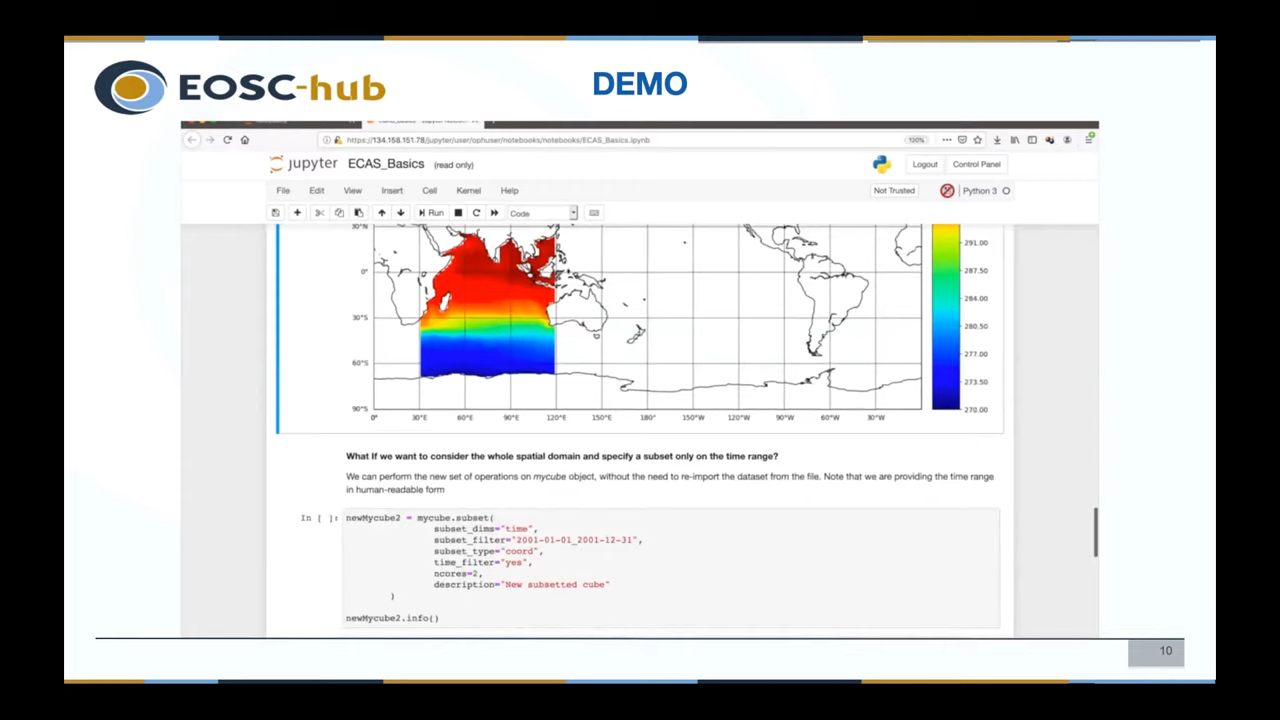 EOSC-hub
DEMO
https://134.158.151.78/jupyter/user/ophuser/notebooks/notebooks/ECAS_Basics.ipynb
120%
jupyter ECAS_Basics (read only)
Logout
Control Panel
File Edit View Insert Cell Kernel Help
Not Trusted
Python 3
Run
Code
30°N
0°
30°S
60°S
90°S
0° 30°E 60°E 90°E 120°E 150°E 180° 150°W 120°W 90°W 60°W 30°W
291.00
287.50
284.00
280.50
277.00
273.50
270.00
What If we want to consider the whole spatial domain and specify a subset only on the time range?
We can perform the new set of operations on mycube object, without the need to re-import the dataset from the file. Note that we are providing the time range
in human-readable form
In [ ]: newMycube2 = mycube.subset(
subset_dims="time",
subset_filter="2001-01-01_2001-12-31",
subset_type="coord",
time_filter="yes",
ncores=2,
description="New subsetted cube"
)
newMycube2.info()
10